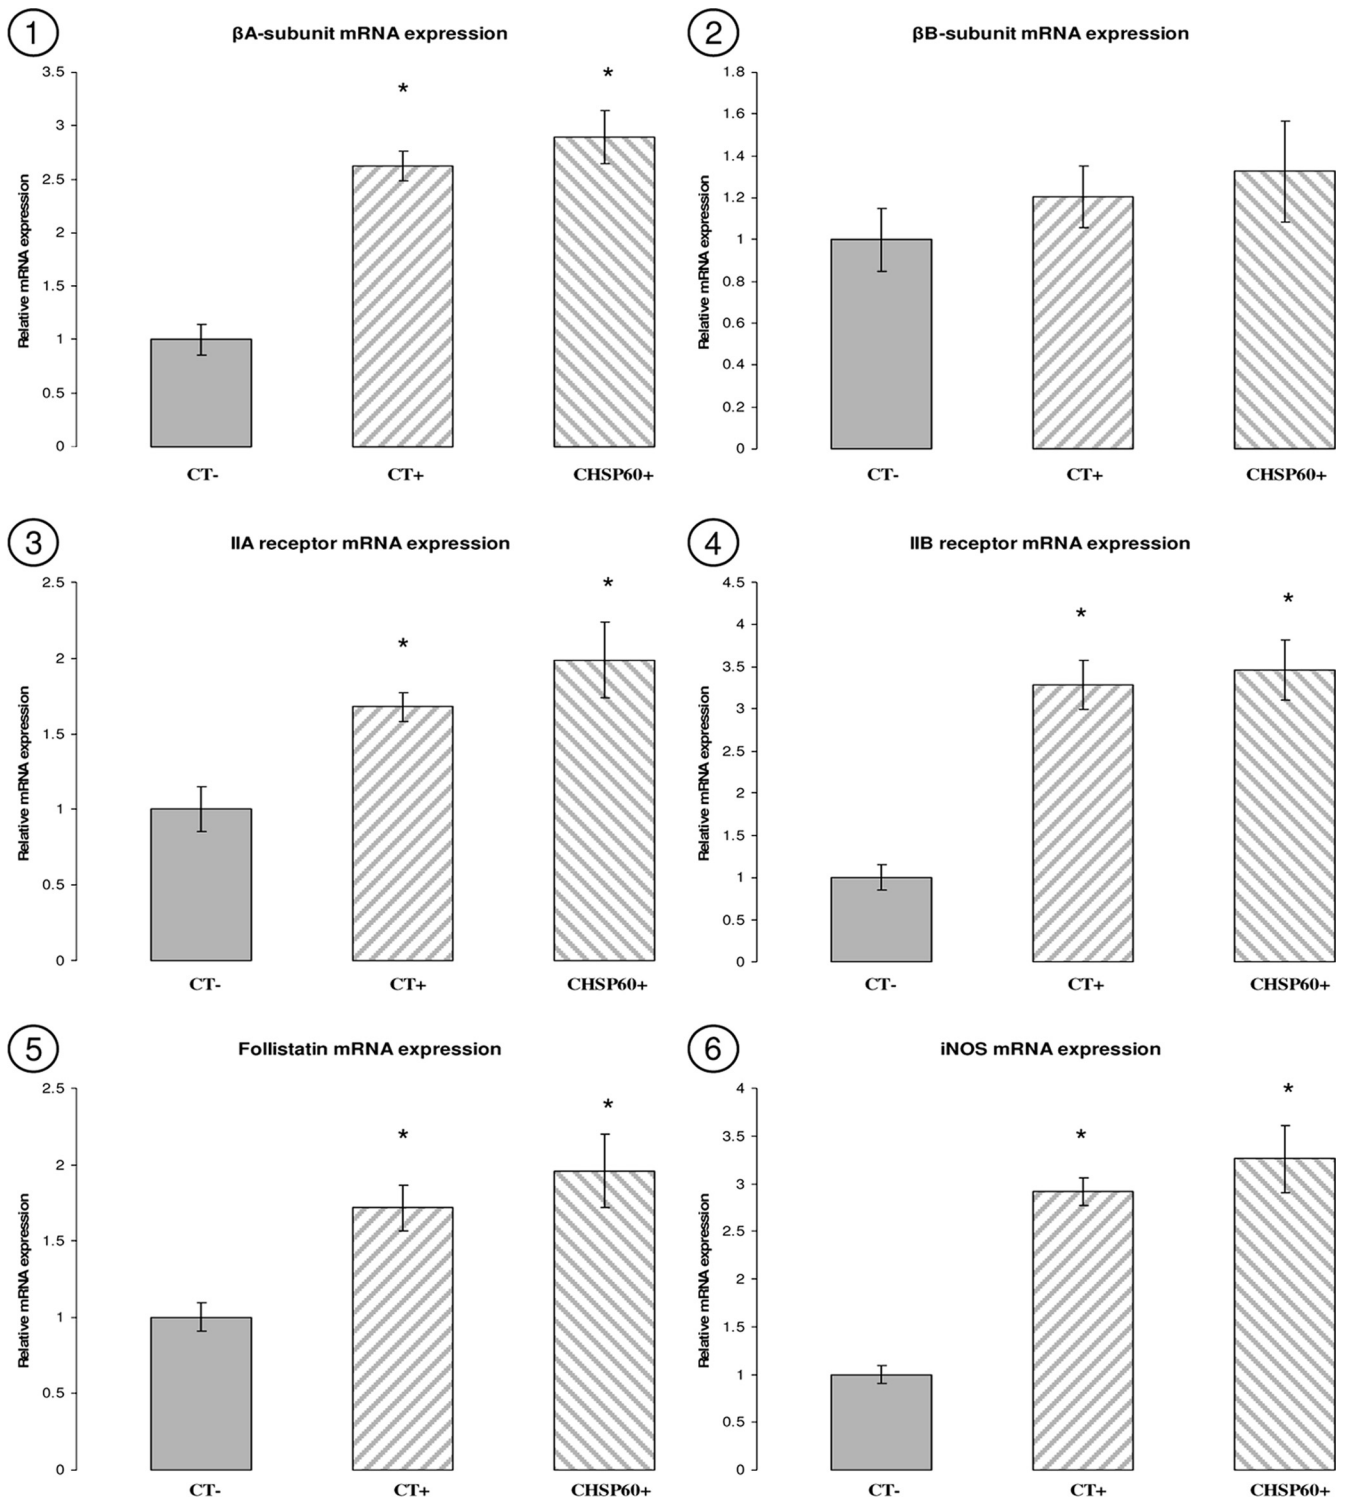 1
βA-subunit mRNA expression
Relative mRNA expression
3.5
3
2.5
2
1.5
1
0.5
0
*
*
CT-
CT+
CHSP60+
2
βB-subunit mRNA expression
Relative mRNA expression
1.8
1.6
1.4
1.2
1
0.8
0.6
0.4
0.2
0
CT-
CT+
CHSP60+
3
IIA receptor mRNA expression
Relative mRNA expression
2.5
2
1.5
1
0.5
0
*
*
CT-
CT+
CHSP60+
4
IIB receptor mRNA expression
Relative mRNA expression
4.5
4
3.5
3
2.5
2
1.5
1
0.5
0
*
*
CT-
CT+
CHSP60+
5
Follistatin mRNA expression
Relative mRNA expression
2.5
2
1.5
1
0.5
0
*
*
CT-
CT+
CHSP60+
6
iNOS mRNA expression
Relative mRNA expression
4
3.5
3
2.5
2
1.5
1
0.5
0
*
*
CT-
CT+
CHSP60+